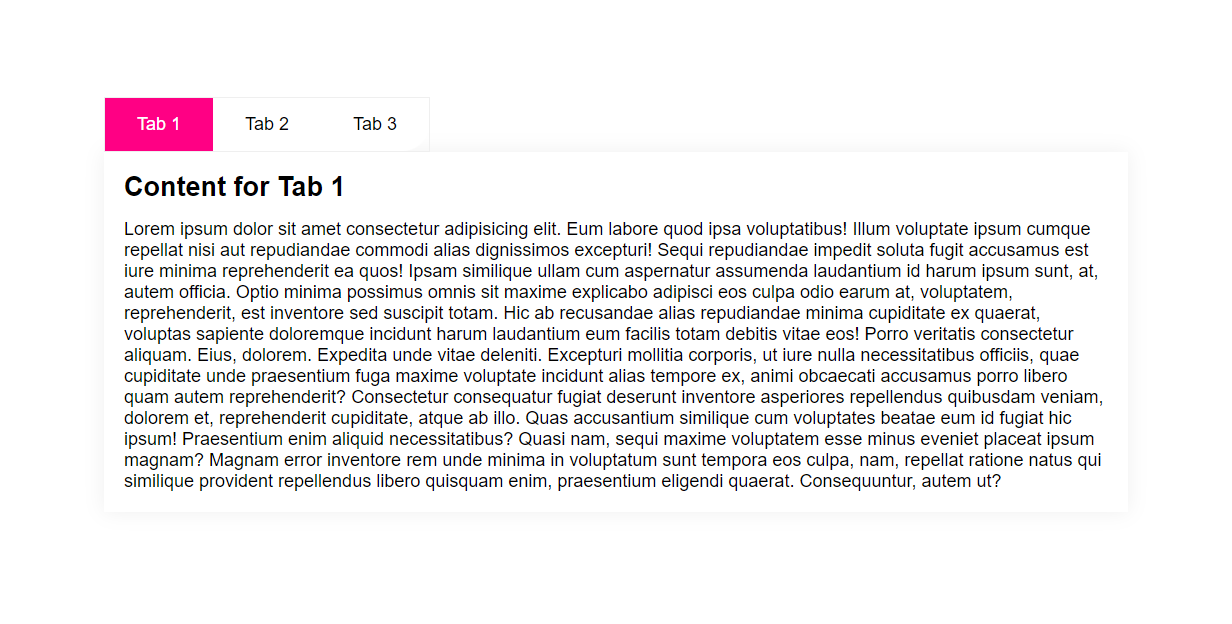 Tab 1 Tab 2 Tab 3
Content for Tab 1
Lorem ipsum dolor sit amet consectetur adipisicing elit. Eum labore quod ipsa voluptatibus! Illum voluptate ipsum cumque
repellat nisi aut repudiandae commodi alias dignissimos excepturi! Sequi repudiandae impedit soluta fugit accusamus est
iure minima reprehenderit ea quos! Ipsam similique ullam cum aspernatur assumenda laudantium id harum ipsum sunt, at,
autem officia. Optio minima possimus omnis sit maxime explicabo adipisci eos culpa odio earum at, voluptatem,
reprehenderit, est inventore sed suscipit totam. Hic ab recusandae alias repudiandae minima cupiditate ex quaerat,
voluptas sapiente doloremque incidunt harum laudantium eum facilis totam debitis vitae eos! Porro veritatis consectetur
aliquam. Eius, dolorem. Expedita unde vitae deleniti. Excepturi mollitia corporis, ut iure nulla necessitatibus officiis, quae
cupiditate unde praesentium fuga maxime voluptate incidunt alias tempore ex, animi obcaecati accusamus porro libero
quam autem reprehenderit? Consectetur consequatur fugiat deserunt inventore asperiores repellendus quibusdam veniam,
dolorem et, reprehenderit cupiditate, atque ab illo. Quas accusantium similique cum voluptates beatae eum id fugiat hic
ipsum! Praesentium enim aliquid necessitatibus? Quasi nam, sequi maxime voluptatem esse minus eveniet placeat ipsum
magnam? Magnam error inventore rem unde minima in voluptatum sunt tempora eos culpa, nam, repellat ratione natus qui
similique provident repellendus libero quisquam enim, praesentium eligendi quaerat. Consequuntur, autem ut?